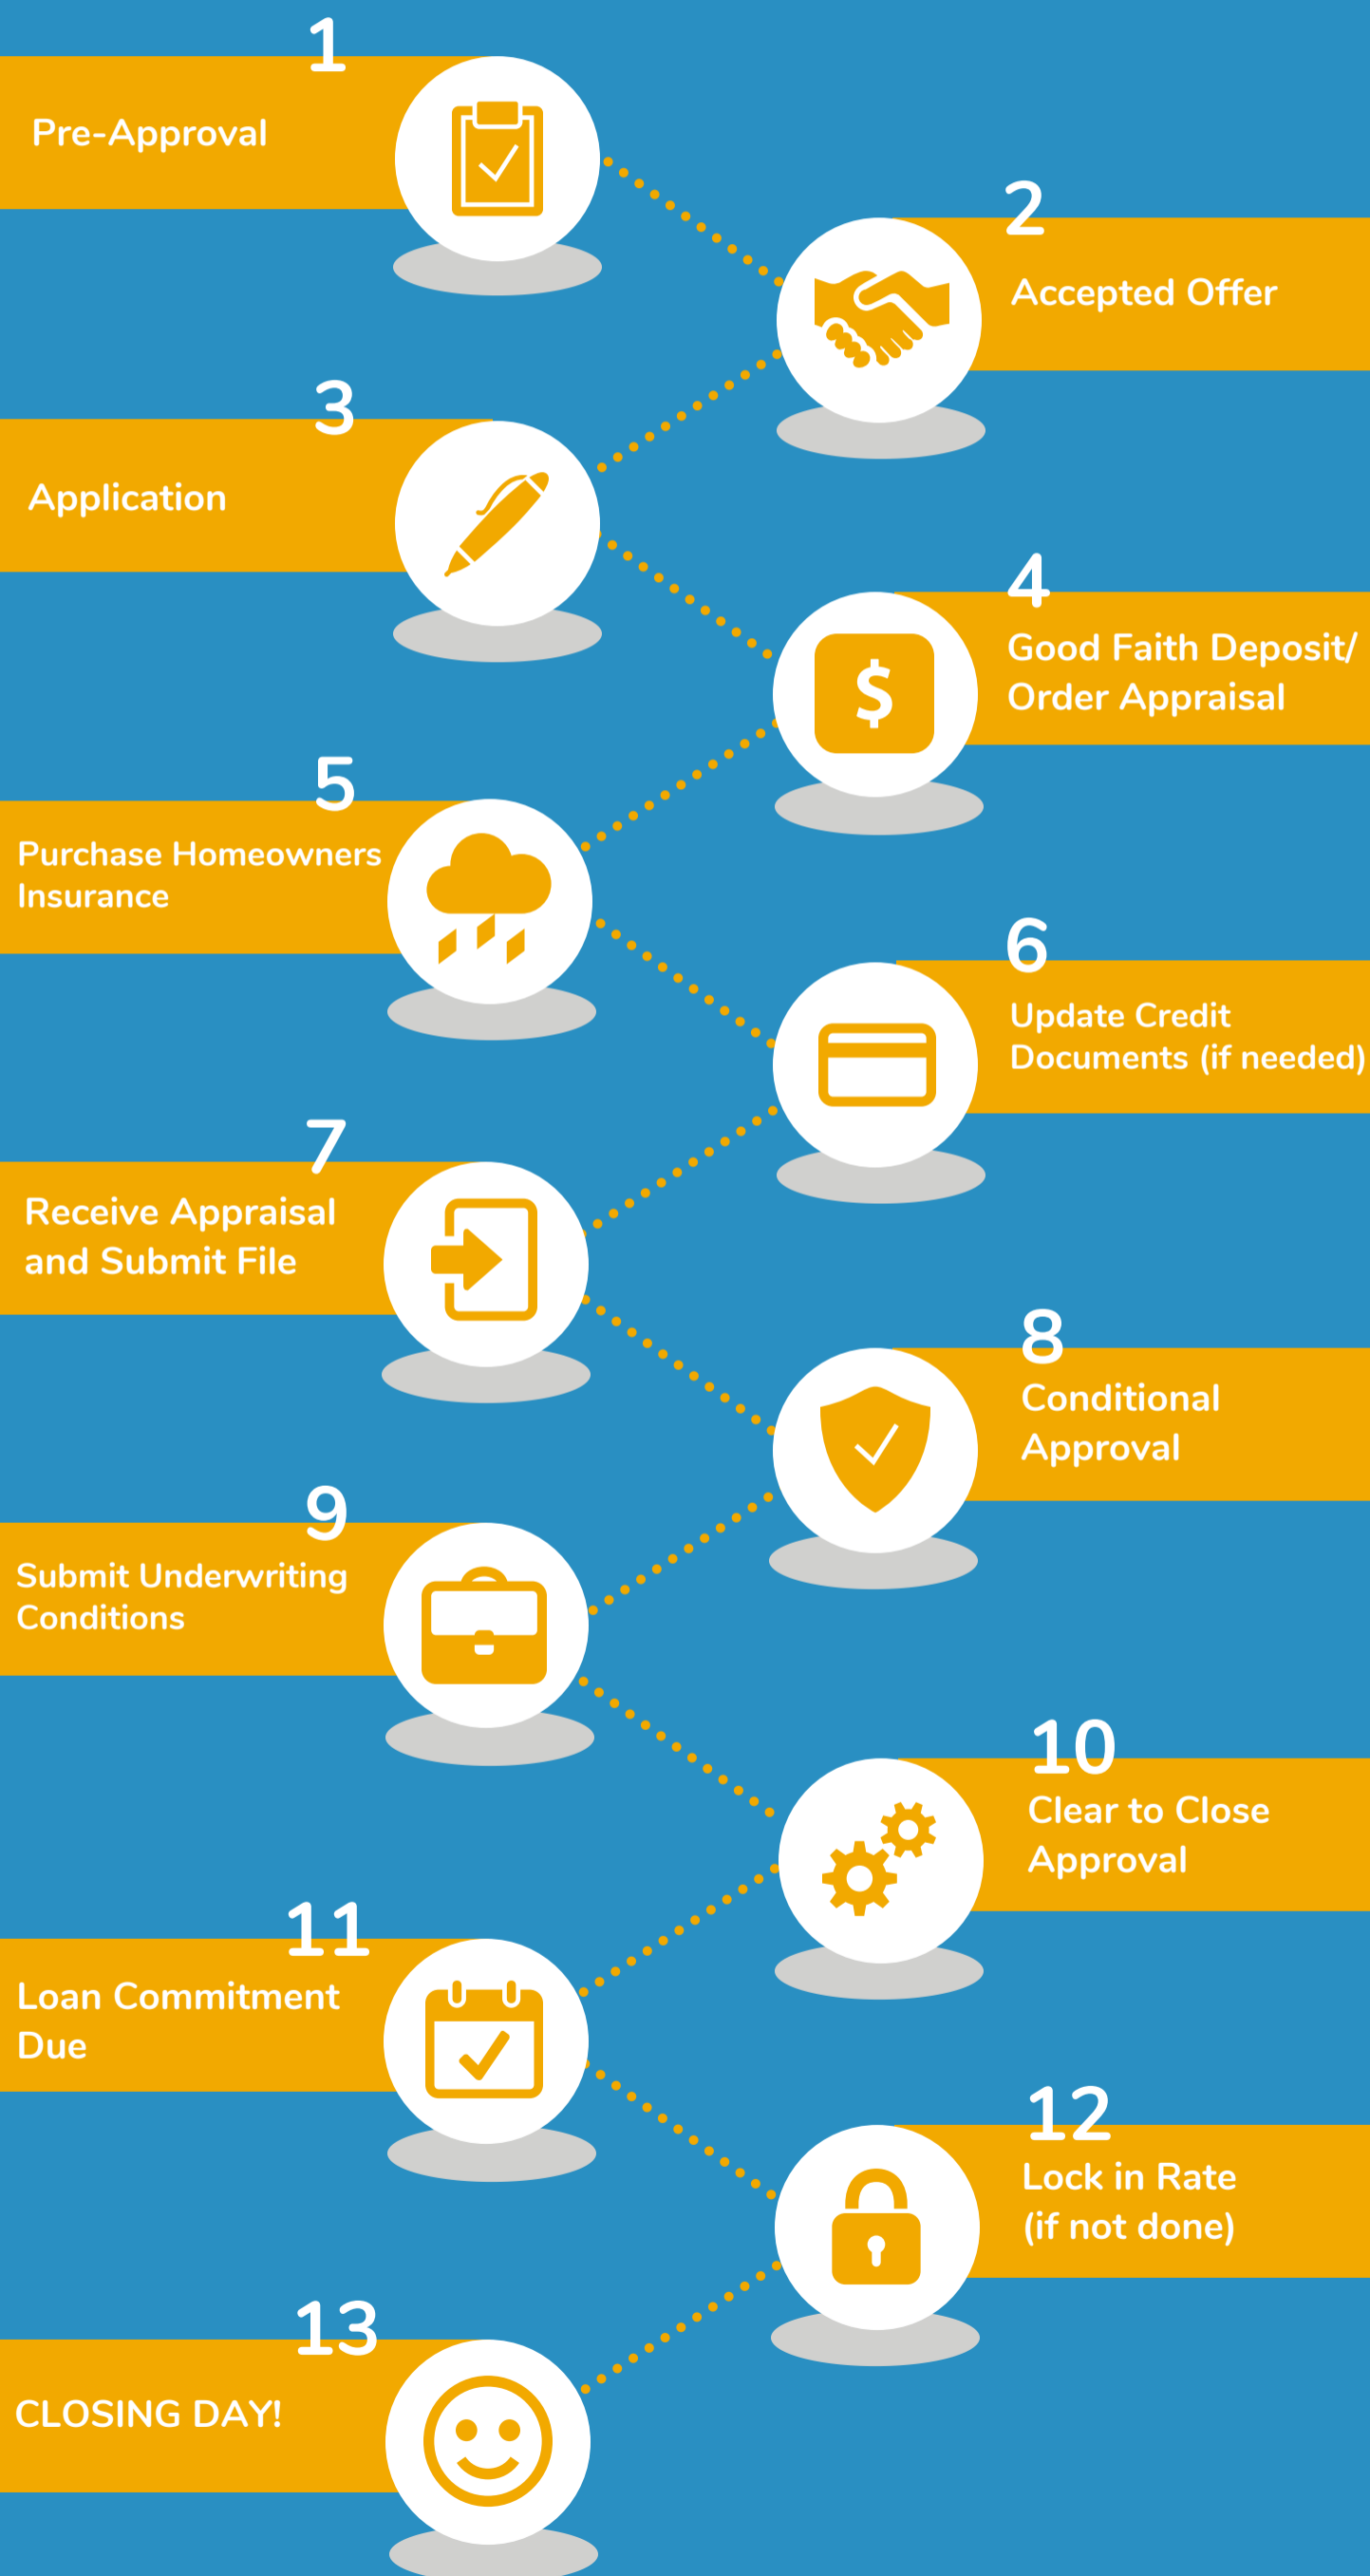 1
Pre-Approval
2
Accepted Offer
3
Application
4
Good Faith Deposit/
Order Appraisal
5
Purchase Homeowners
Insurance
6
Update Credit
Documents (if needed)
7
Receive Appraisal
and Submit File
8
Conditional
Approval
9
Submit Underwriting
Conditions
10
Clear to Close
Approval
11
Loan Commitment
Due
12
Lock in Rate
(if not done)
13
CLOSING DAY!
$